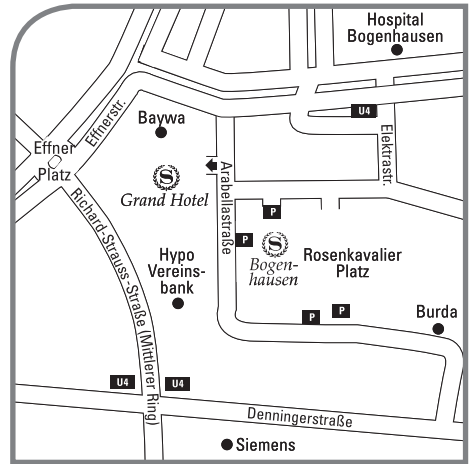 Hospital
Bogenhausen
U4
Effnerstr.
Baywa
Elektrastr.
Effner
Platz
S
Grand Hotel
Arabellastraße
Richard-Strauss-Straße (Mittlerer Ring)
P
P
S
Bogen-
hausen
Rosenkavalier
Platz
Hypo
Vereins-
bank
P
P
Burda
U4
U4
Denningerstraße
Siemens